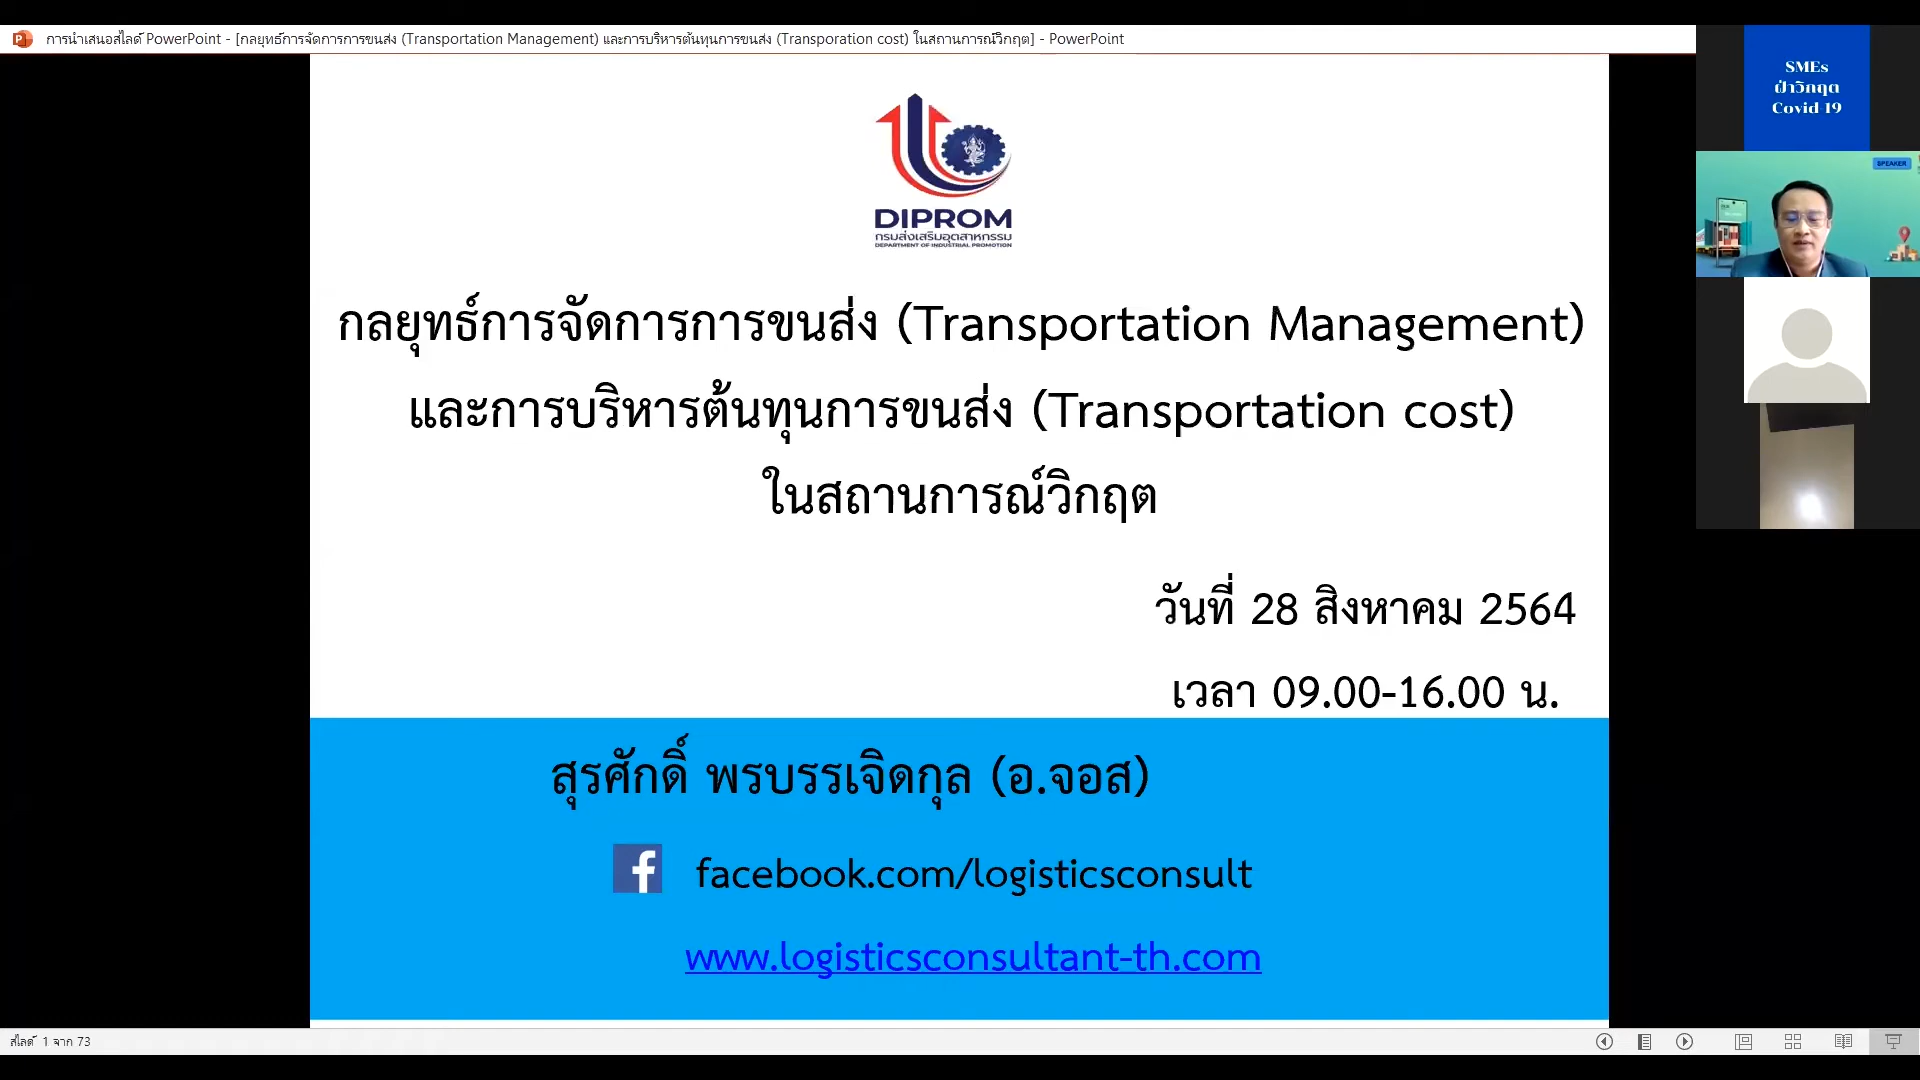 การนำเสนอสไลด์ PowerPoint - [กลยุทธ์การจัดการการขนส่ง (Transportation Management) และการบริหารต้นทุนการขนส่ง (Transporation cost) ในสถานการณ์วิกฤต] - PowerPoint
SMEs
ฝ่าวิกฤต
Covid-19
SPEAKER
DIPROM
กรมส่งเสริมอุตสาหกรรม
DEPARTMENT OF INDUSTRIAL PROMOTION
กลยุทธ์การจัดการการขนส่ง (Transportation Management)
และการบริหารต้นทุนการขนส่ง (Transportation cost)
ในสถานการณ์วิกฤต
วันที่ 28 สิงหาคม 2564
เวลา 09.00-16.00 น.
สุรศักดิ์ พรบรรเจิดกุล (อ.จอส)
facebook.com/logisticsconsult
www.logisticsconsultant-th.com
สไลด์ 1 จาก 73